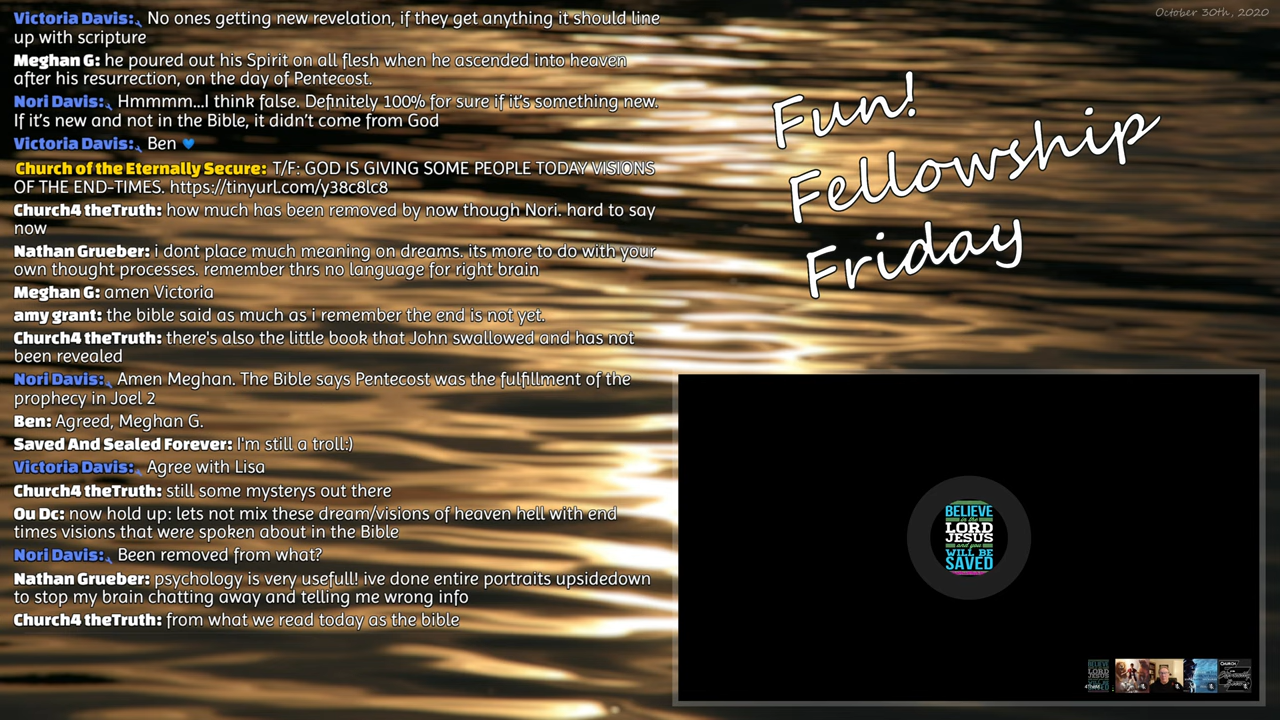 Victoria Davis: No ones getting new revelation, if they get anything it should line
up with scripture
Meghan G: he poured out his Spirit on all flesh when he ascended into heaven
after his resurrection, on the day of Pentecost.
Nori Davis: Hmmmm...I think false. Definitely 100% for sure if it's something new.
If it's new and not in the Bible, it didn't come from God
Victoria Davis: Ben 💙
Church of the Eternally Secure: T/F: GOD IS GIVING SOME PEOPLE TODAY VISIONS
OF THE END-TIMES. https://tinyurl.com/y38c8lc8
Church4 theTruth: how much has been removed by now though Nori. hard to say
now
Nathan Grueber: i dont place much meaning on dreams. its more to do with your
own thought processes. remember thrs no language for right brain
Meghan G: amen Victoria
amy grant: the bible said as much as i remember the end is not yet.
Church4 theTruth: there's also the little book that John swallowed and has not
been revealed
Nori Davis: Amen Meghan. The Bible says Pentecost was the fulfillment of the
prophecy in Joel 2
Ben: Agreed, Meghan G.
Saved And Sealed Forever: I'm still a troll:)
Victoria Davis: Agree with Lisa
Church4 theTruth: still some mysterys out there
Ou Dc: now hold up: lets not mix these dream/visions of heaven hell with end
times visions that were spoken about in the Bible
Nori Davis: Been removed from what?
Nathan Grueber: psychology is very usefull! ive done entire portraits upsidedown
to stop my brain chatting away and telling me wrong info
Church4 theTruth: from what we read today as the bible
October 30th, 2020
Fun!
Fellowship
Friday
BELIEVE
in the
LORD
JESUS
and you
WILL BE
SAVED